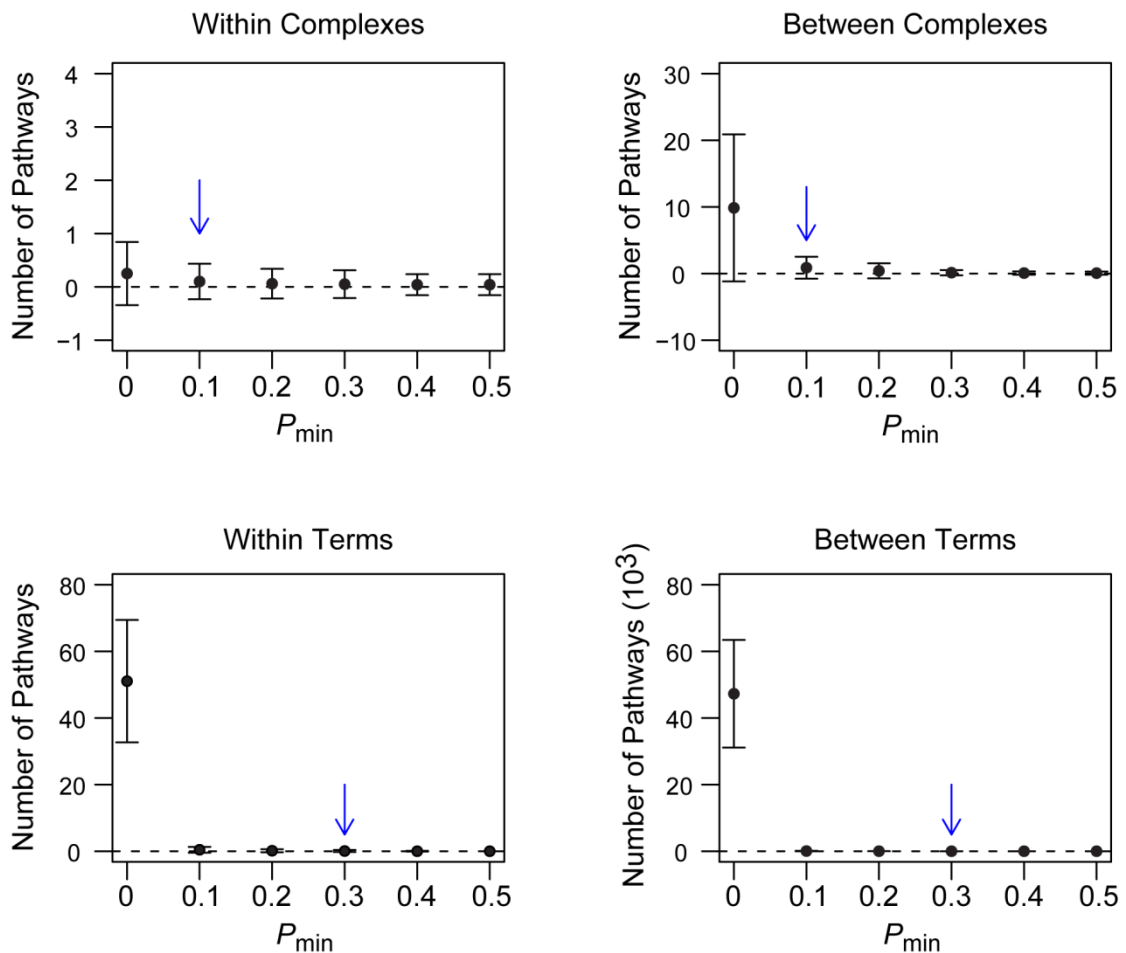 Within Complexes
Number of Pathways
4
3
2
1
0
−1
0 0.1 0.2 0.3 0.4 0.5
Pmin
Between Complexes
Number of Pathways
30
20
10
0
−10
0 0.1 0.2 0.3 0.4 0.5
Pmin
Within Terms
Number of Pathways
80
60
40
20
0
0 0.1 0.2 0.3 0.4 0.5
Pmin
Between Terms
Number of Pathways (10³)
80
60
40
20
0
0 0.1 0.2 0.3 0.4 0.5
Pmin